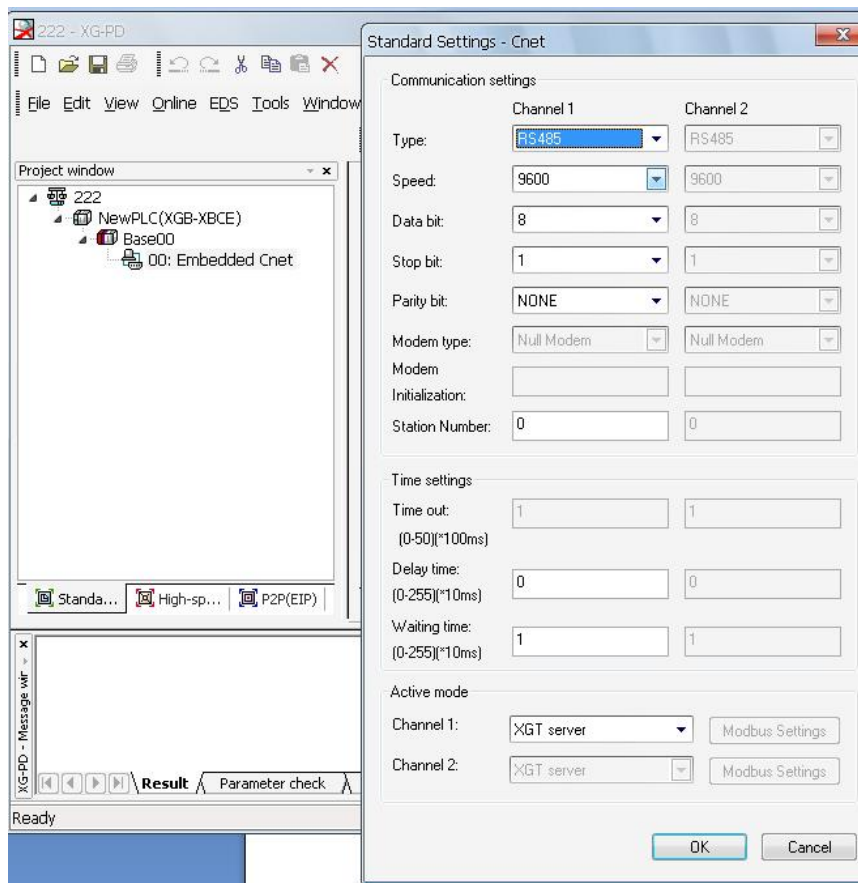 222 - XG-PD
File Edit View Online EDS Tools Window
Project window
222
NewPLC(XGB-XBCE)
Base00
00: Embedded Cnet
Standa... High-sp... P2P(EIP)
XG-PD - Message wir
Result Parameter check
Ready
Standard Settings - Cnet
Communication settings
Channel 1 Channel 2
Type: RS485 RS485
Speed: 9600 9600
Data bit: 8 8
Stop bit: 1 1
Parity bit: NONE NONE
Modem type: Null Modem Null Modem
Modem
Initialization:
Station Number: 0 0
Time settings
Time out: 1 1
(0-50)(*100ms)
Delay time: 0 0
(0-255)(*10ms)
Waiting time: 1 1
(0-255)(*10ms)
Active mode
Channel 1: XGT server Modbus Settings
Channel 2: XGT server Modbus Settings
OK Cancel